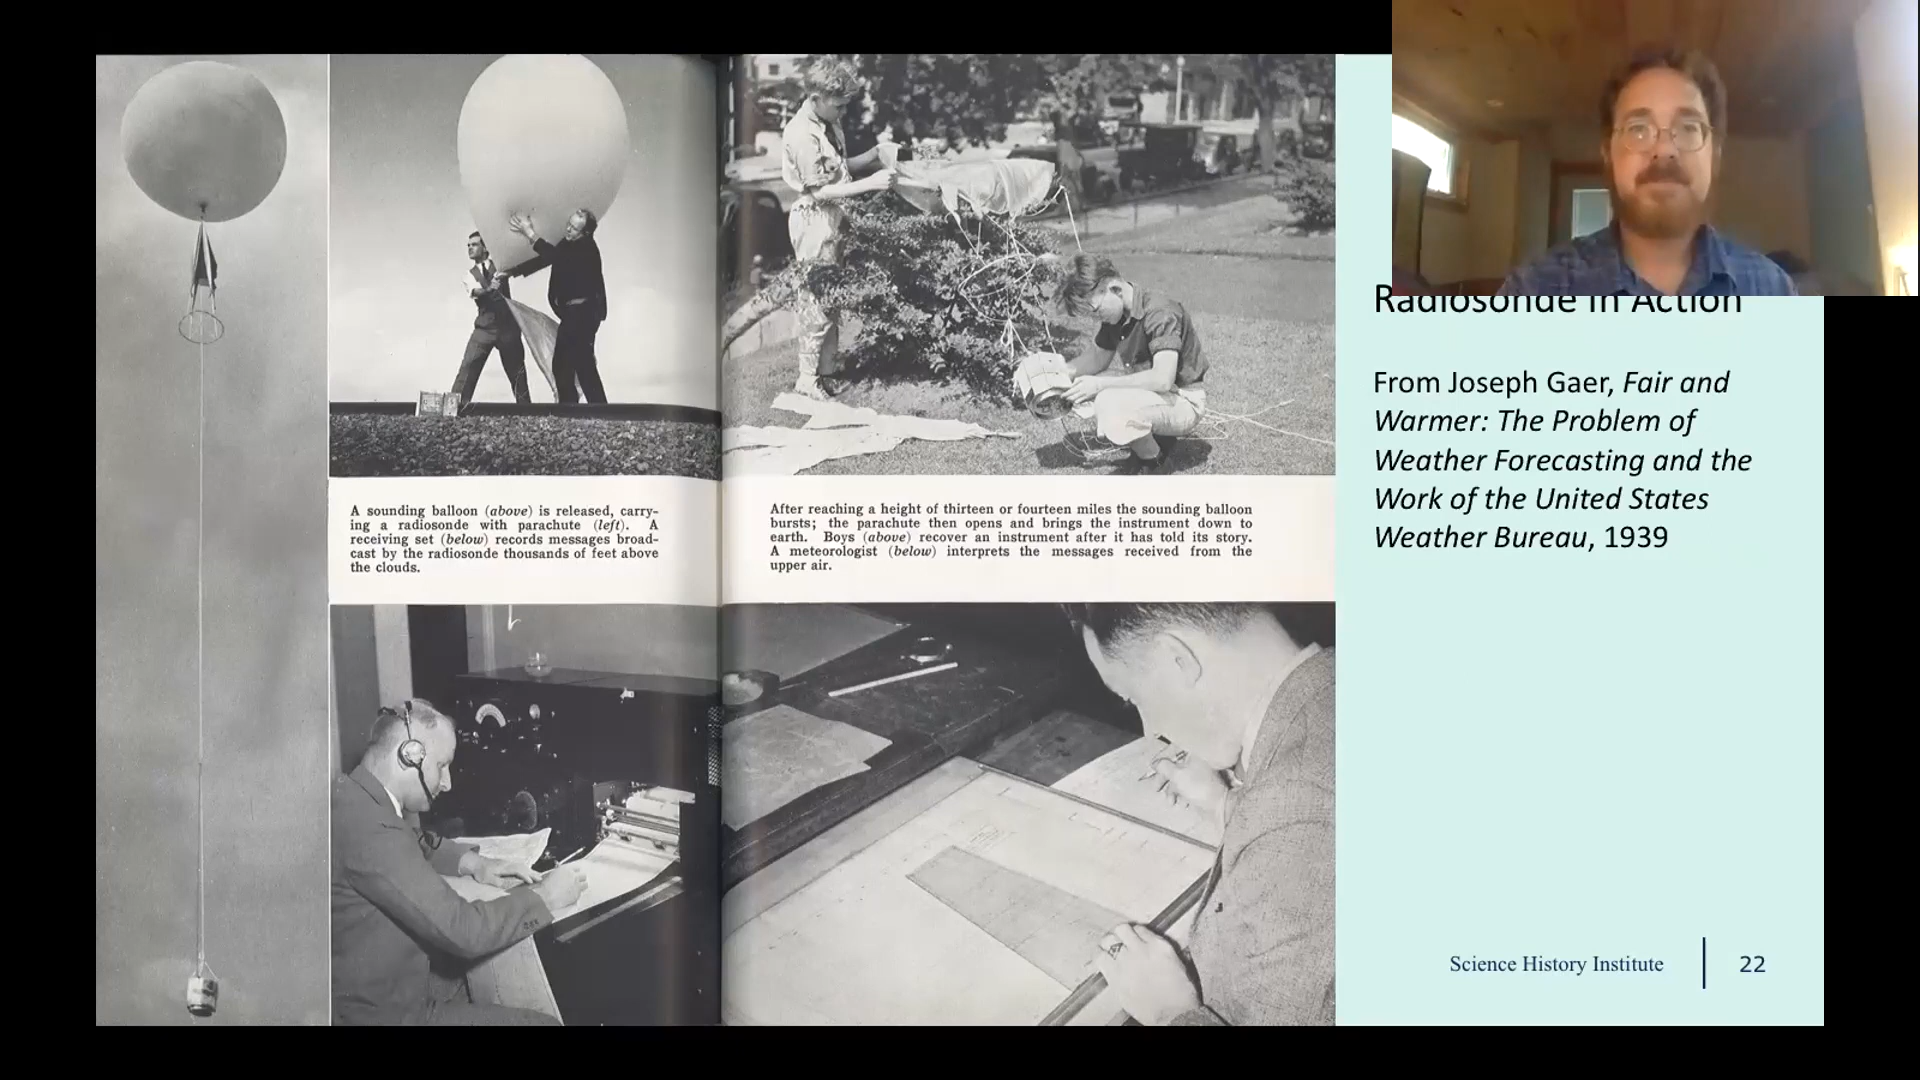 A sounding balloon (above) is released, carry-
ing a radiosonde with parachute (left). A
receiving set (below) records messages broad-
cast by the radiosonde thousands of feet above
the clouds.
After reaching a height of thirteen or fourteen miles the sounding balloon
bursts; the parachute then opens and brings the instrument down to
earth. Boys (above) recover an instrument after it has told its story.
A meteorologist (below) interprets the messages received from the
upper air.
Radiosonde in Action
From Joseph Gaer, Fair and
Warmer: The Problem of
Weather Forecasting and the
Work of the United States
Weather Bureau, 1939
Science History Institute
22